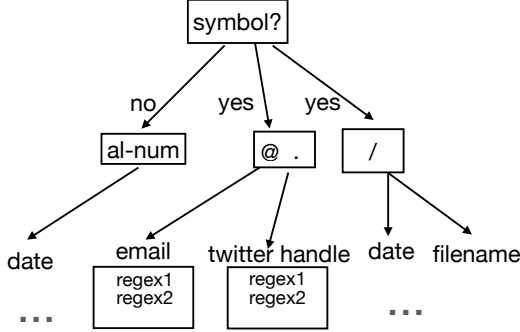 symbol?
no
yes
yes
al-num
@ .
/
date
email
twitter handle
date
filename
regex1
regex2
regex1
regex2
...
...